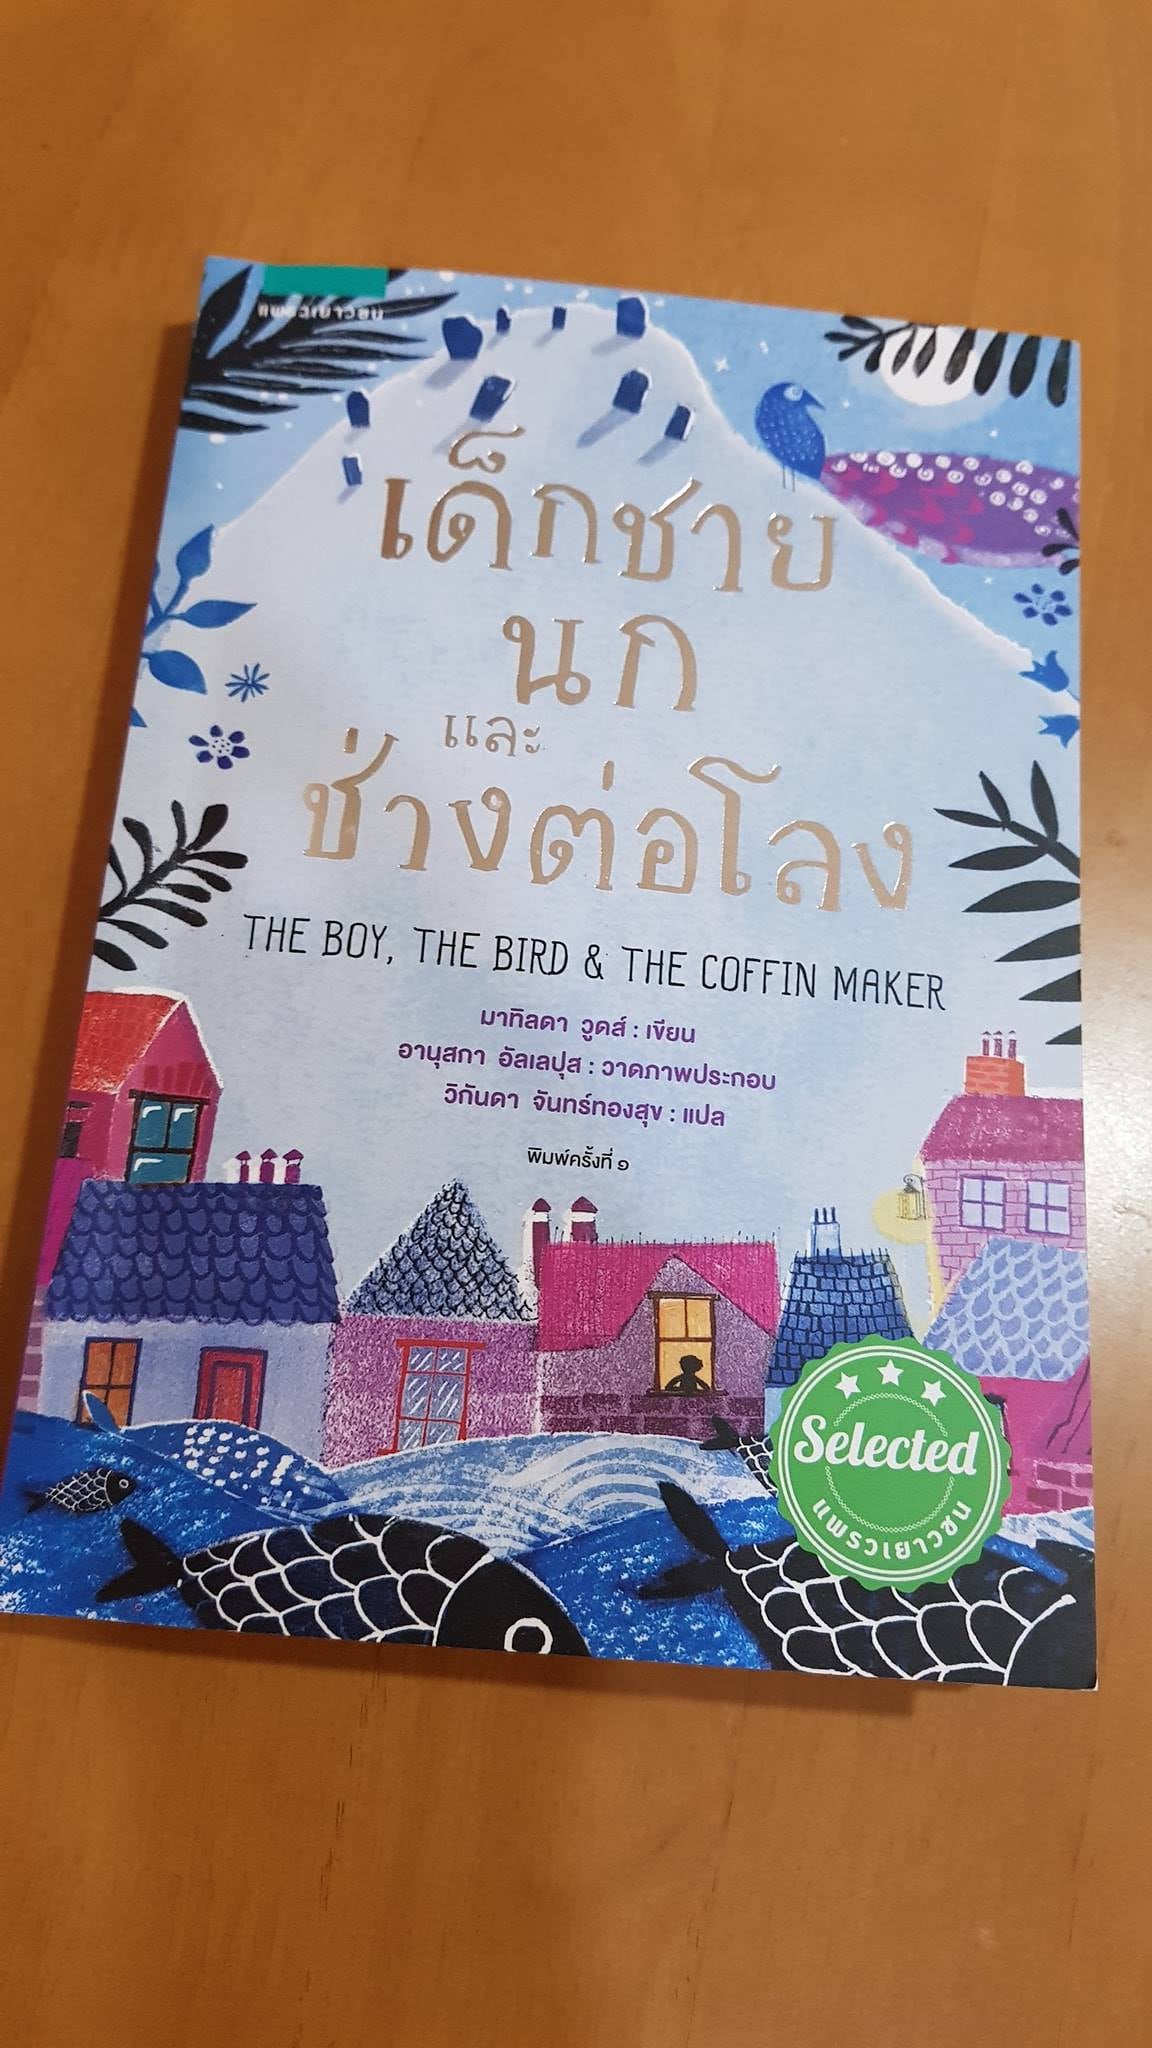 แพรวเยาวชน
เด็กชาย
นก
และ
ช่างต่อโลง
THE BOY, THE BIRD & THE COFFIN MAKER
มาทิลดา วูดส์ : เขียน
อานุสกา อัลเลปุส : วาดภาพประกอบ
วิกันดา จันทร์ทองสุข : แปล
พิมพ์ครั้งที่ ๑
Selected
แพรวเยาวชน